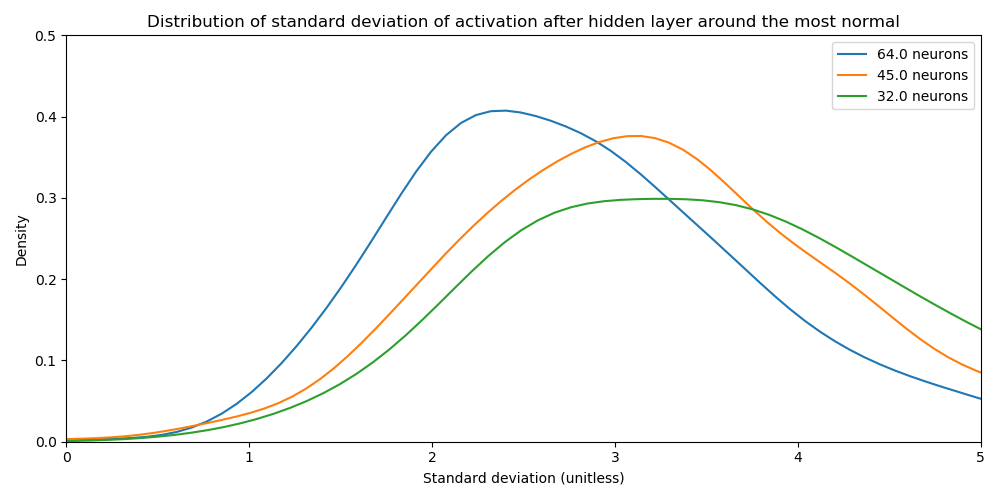 Distribution of standard deviation of activation after hidden layer around the most normal
64.0 neurons
45.0 neurons
32.0 neurons
Density
0.5
0.4
0.3
0.2
0.1
0.0
0 1 2 3 4 5
Standard deviation (unitless)